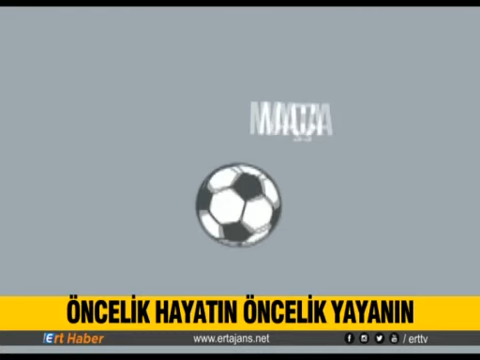 ÖNCELİK HAYATIN ÖNCELİK YAYANIN
Ert Haber
www.ertajans.net
/erttv